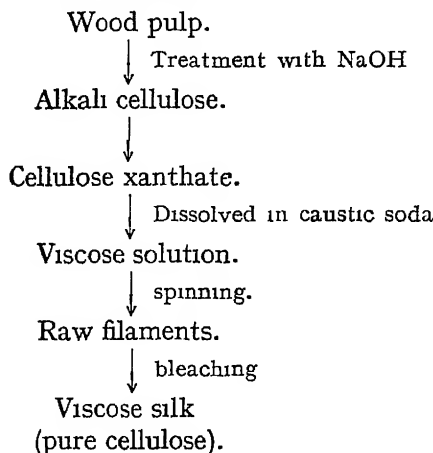 Wood pulp.
Treatment with NaOH
Alkali cellulose.
Cellulose xanthate.
Dissolved in caustic soda
Viscose solution.
spinning.
Raw filaments.
bleaching
Viscose silk
(pure cellulose).